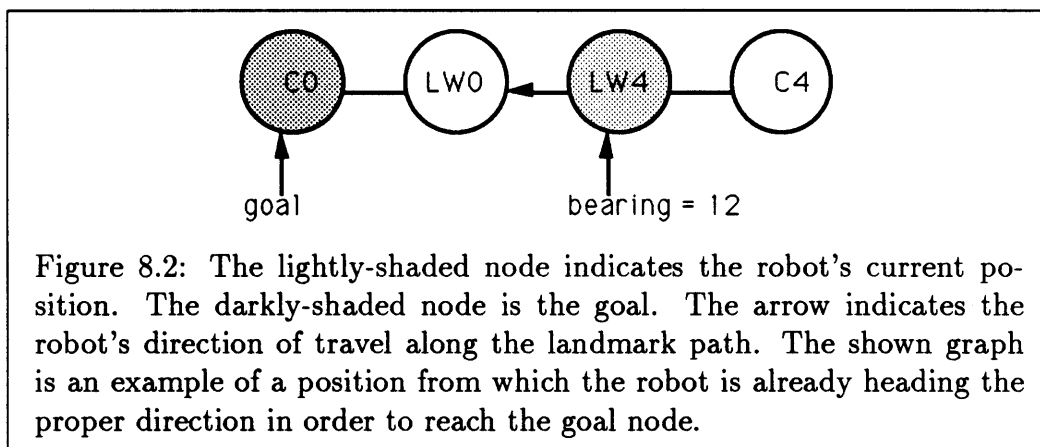 C0 LW0 LW4 C4
goal bearing = 12
Figure 8.2: The lightly-shaded node indicates the robot's current po-
sition. The darkly-shaded node is the goal. The arrow indicates the
robot's direction of travel along the landmark path. The shown graph
is an example of a position from which the robot is already heading the
proper direction in order to reach the goal node.